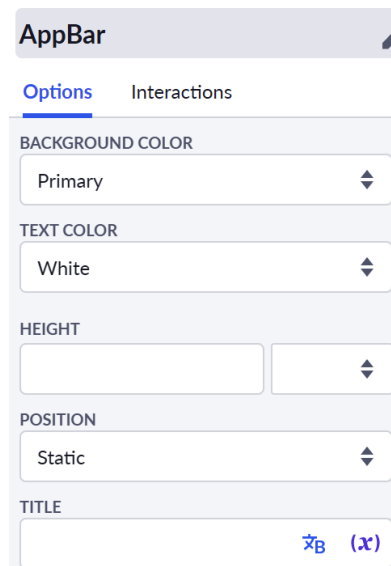 AppBar
Options Interactions
BACKGROUND COLOR
Primary
TEXT COLOR
White
HEIGHT
POSITION
Static
TITLE
(x)